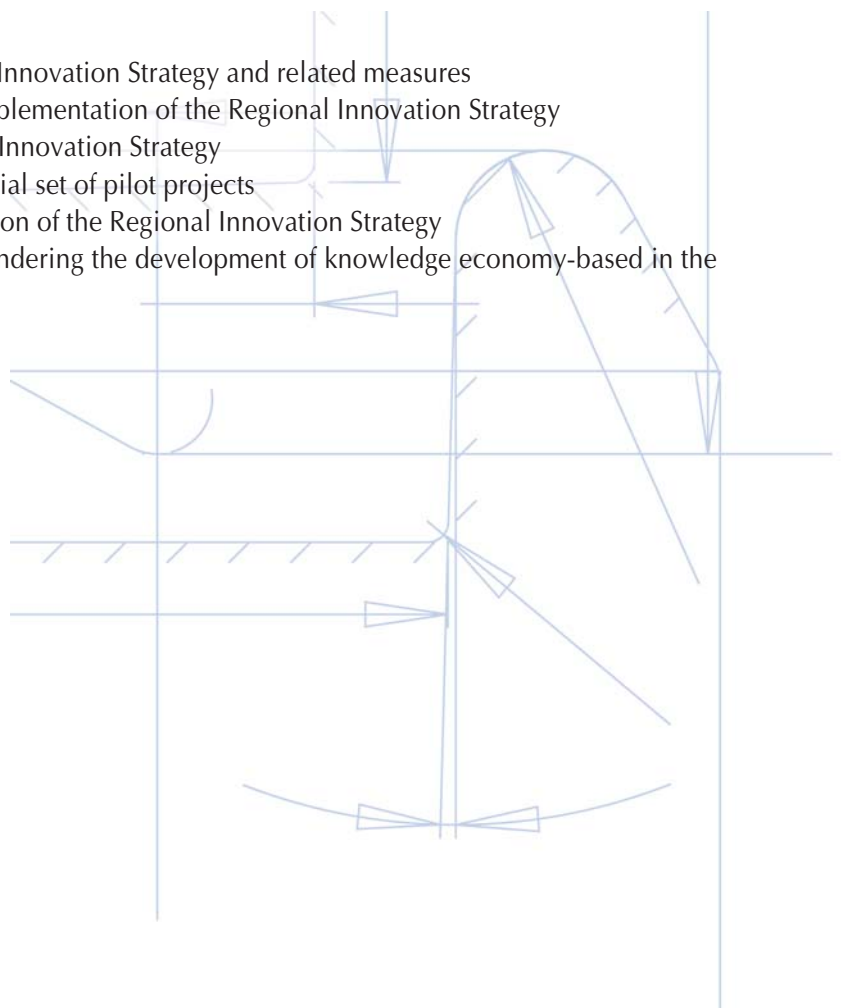 Innovation Strategy and related measures
plementation of the Regional Innovation Strategy
Innovation Strategy
ial set of pilot projects
on of the Regional Innovation Strategy
ndering the development of knowledge economy-based in the